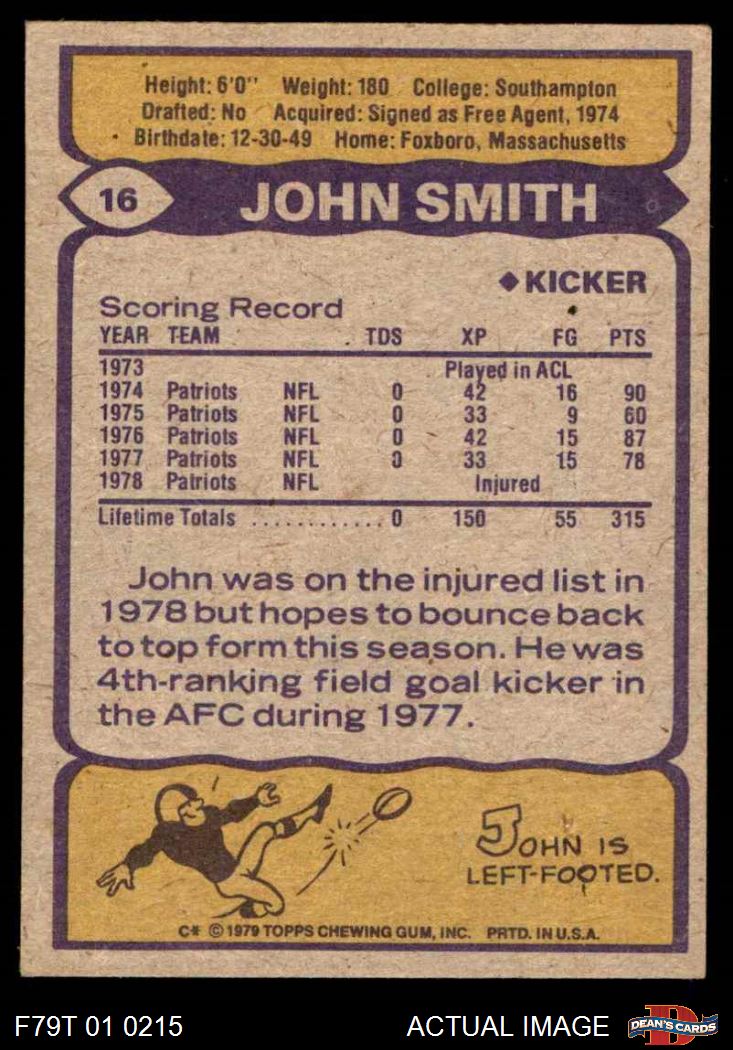 Height: 6'0" Weight: 180 College: Southampton
Drafted: No Acquired: Signed as Free Agent, 1974
Birthdate: 12-30-49 Home: Foxboro, Massachusetts
16 JOHN SMITH
◆KICKER
Scoring Record
YEAR TEAM TDS XP FG PTS
1973 Played in ACL
1974 Patriots NFL 0 42 16 90
1975 Patriots NFL 0 33 9 60
1976 Patriots NFL 0 42 15 87
1977 Patriots NFL 0 33 15 78
1978 Patriots NFL Injured
Lifetime Totals ............ 0 150 55 315
John was on the injured list in
1978 but hopes to bounce back
to top form this season. He was
4th-ranking field goal kicker in
the AFC during 1977.
JOHN IS
LEFT-FOOTED.
C* © 1979 TOPPS CHEWING GUM, INC. PRTD. IN U.S.A.
F79T 01 0215 ACTUAL IMAGE D DEAN'S CARDS